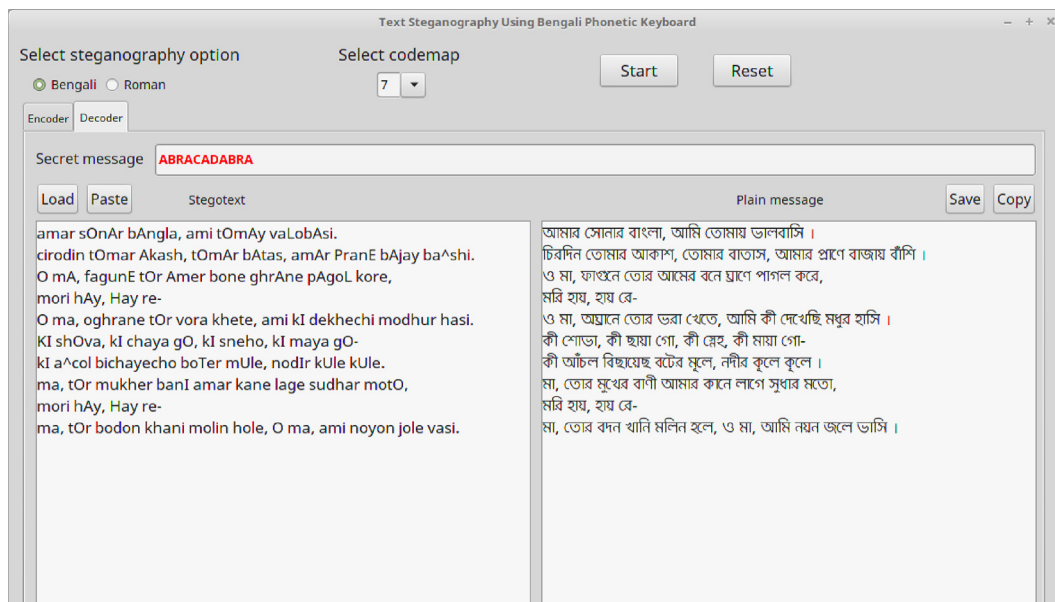 Text Steganography Using Bengali Phonetic Keyboard
Select steganography option
Select codemap
Bengali
Roman
7
Start
Reset
Encoder
Decoder
Secret message
ABRACADABRA
Load
Paste
Stegotext
Plain message
Save
Copy
amar sOnAr bAngla, ami tOmAy vaLobAsi.
cirodin tOmar Akash, tOmAr bAtas, amAr PranE bAjay ba^shi.
O mA, fagunE tOr Amer bone ghrAne pAgoL kore,
mori hAy, Hay re-
O ma, oghrane tOr vora khete, ami kI dekhechi modhur hasi.
KI shOva, kI chaya gO, kI sneho, kI maya gO-
kI a^col bichayecho boTer mUle, nodIr kUle kUle.
ma, tOr mukher banI amar kane lage sudhar motO,
mori hAy, Hay re-
ma, tOr bodon khani molin hole, O ma, ami noyon jole vasi.
আমার সোনার বাংলা, আমি তোমায় ভালবাসি ।
চিরদিন তোমার আকাশ, তোমার বাতাস, আমার প্রাণে বাজায় বাঁশি ।
ও মা, ফাগুনে তোর আমের বনে ঘ্রাণে পাগল করে,
মরি হায়, হায় রে-
ও মা, অঘ্রানে তোর ভরা খেতে, আমি কী দেখেছি মধুর হাসি ।
কী শোভা, কী ছায়া গো, কী স্নেহ, কী মায়া গো-
কী আঁচল বিছায়েছ বটের মূলে, নদীর কূলে কূলে ।
মা, তোর মুখের বাণী আমার কানে লাগে সুধার মতো,
মরি হায়, হায় রে-
মা, তোর বদন খানি মলিন হলে, ও মা, আমি নয়ন জলে ভাসি ।